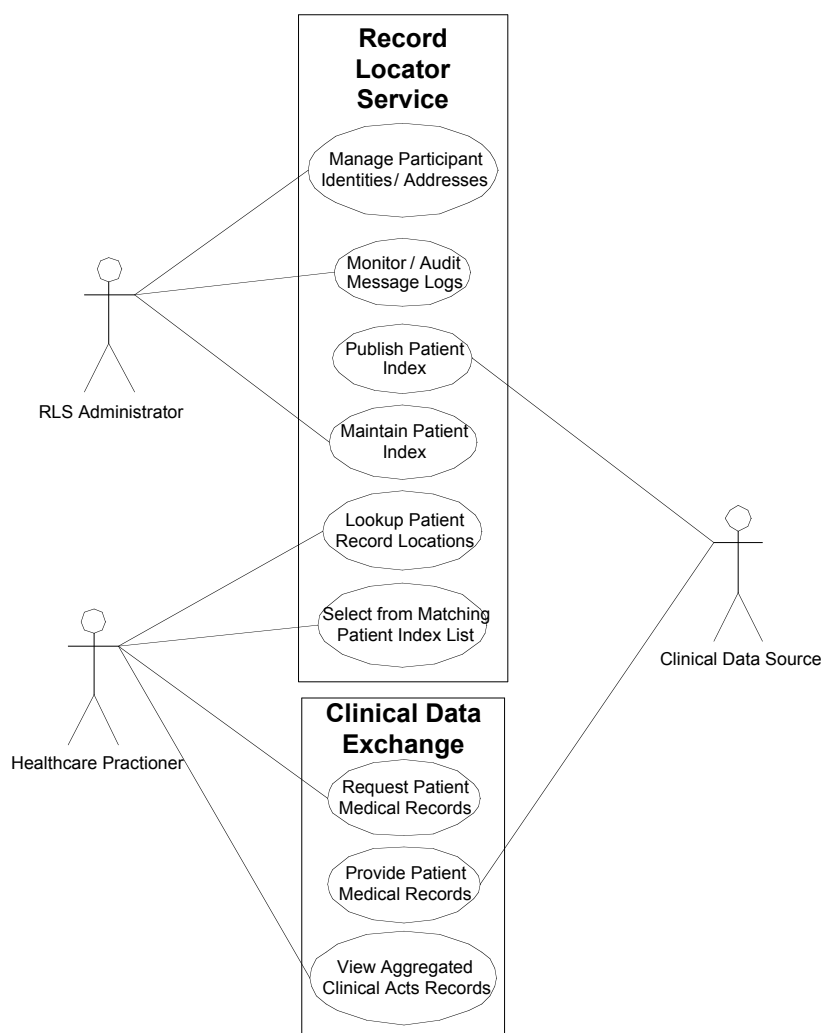 Record
Locator
Service
Manage Participant
Identities / Addresses
Monitor / Audit
Message Logs
Publish Patient
Index
RLS Administrator
Maintain Patient
Index
Lookup Patient
Record Locations
Select from Matching
Patient Index List
Clinical Data Source
Healthcare Practioner
Clinical Data
Exchange
Request Patient
Medical Records
Provide Patient
Medical Records
View Aggregated
Clinical Acts Records